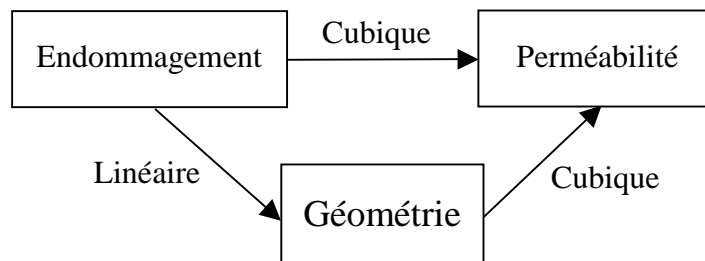 Cubique
Endommagement
Perméabilité
Linéaire
Cubique
Géométrie